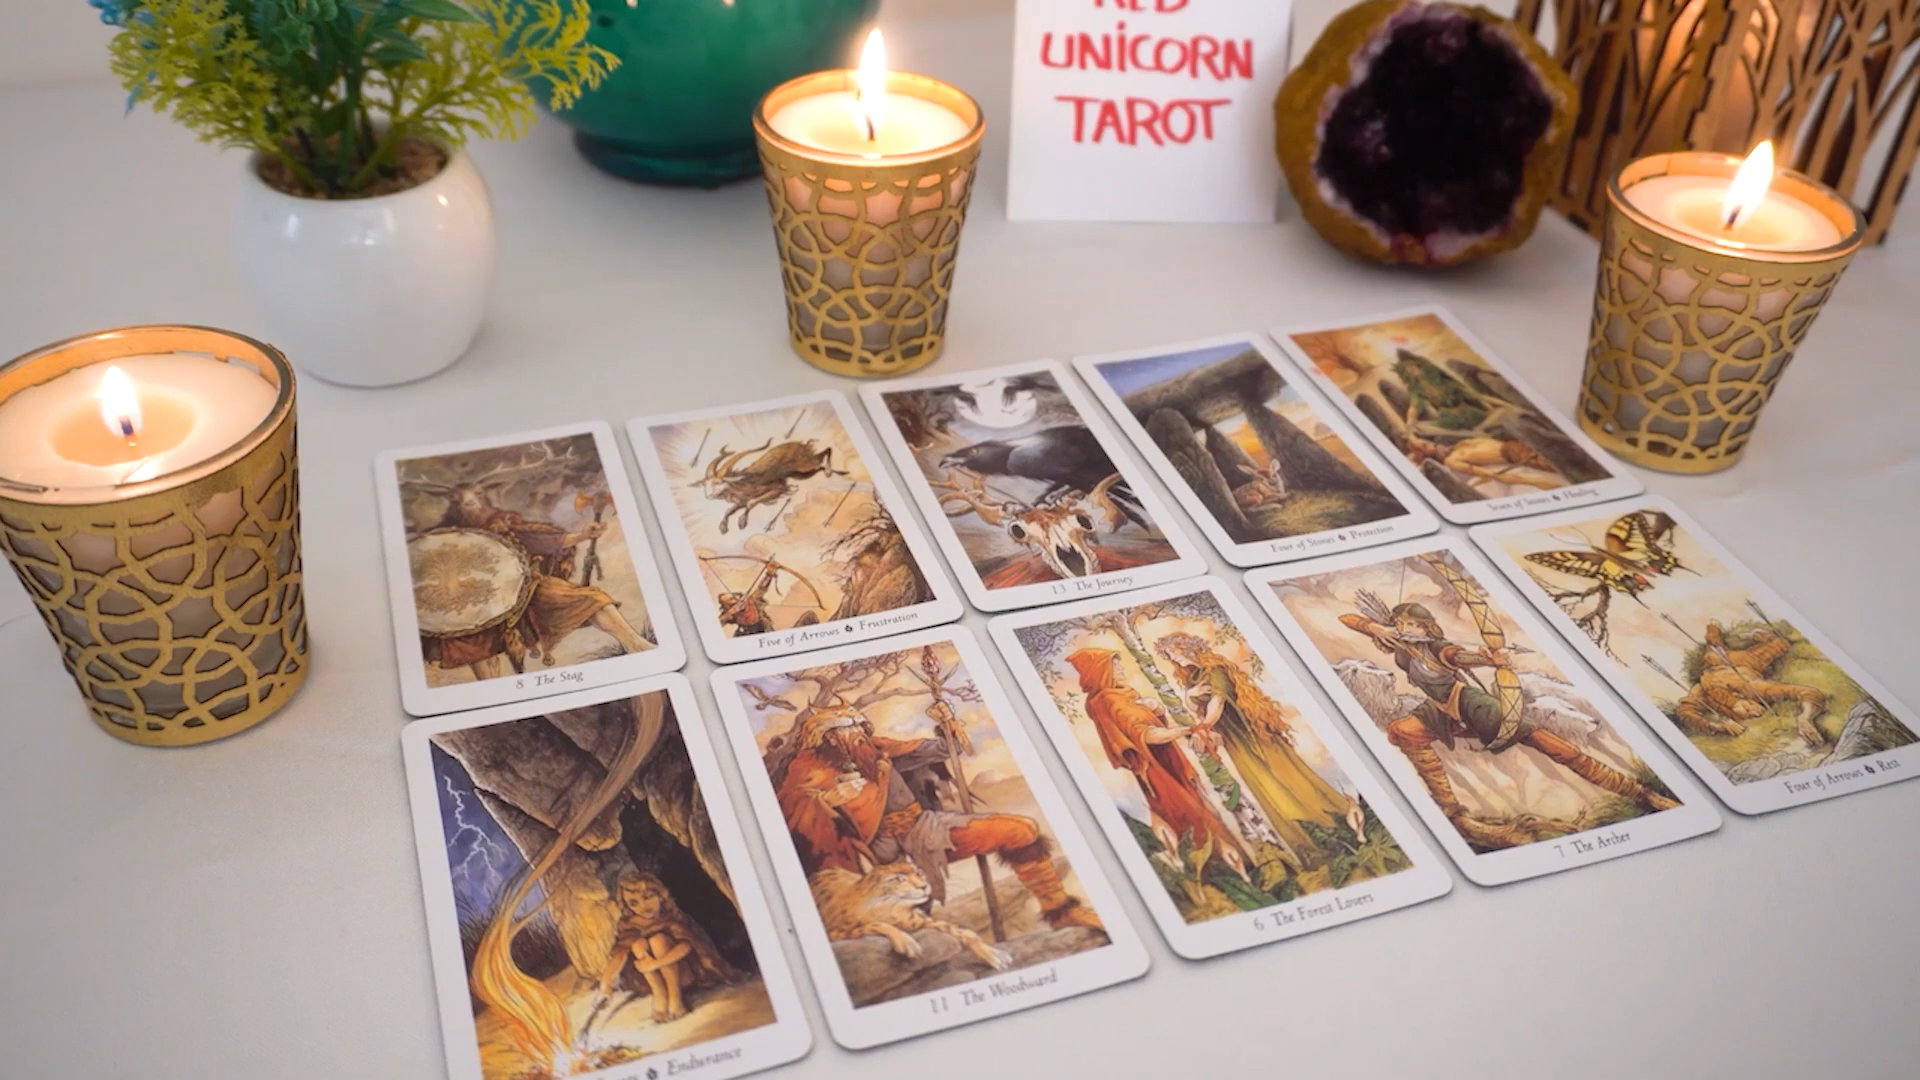 RED
UNICORN
TAROT
8 The Stag
Five of Arrows Frustration
13 The Journey
Four of Stones Protection
Seven of Stones Healing
Endurance
11 The Woodward
6 The Forest Lovers
7 The Archer
Four of Arrows Rest